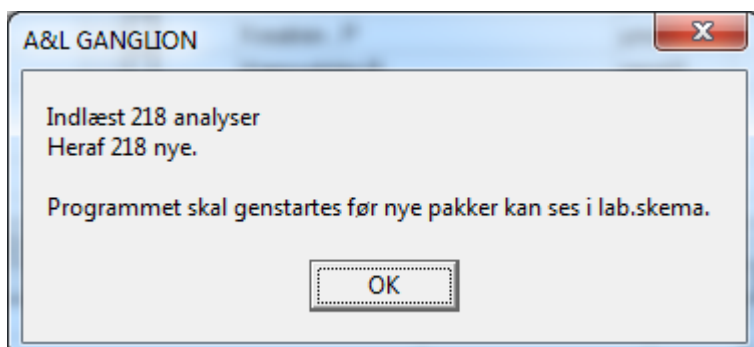 A&L GANGLION
Indlæst 218 analyser
Heraf 218 nye.
Programmet skal genstartes før nye pakker kan ses i lab.skema.
OK